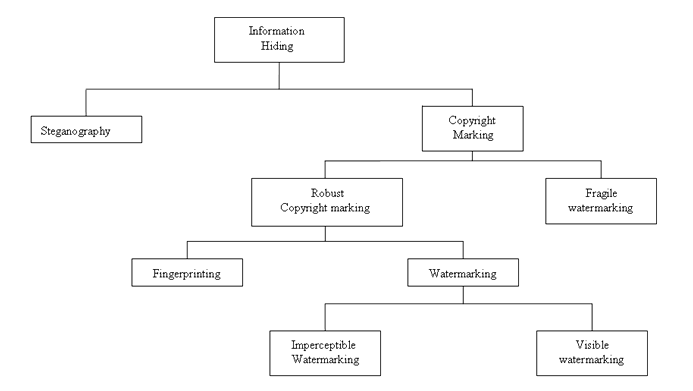 Information
Hiding
Steganography
Copyright
Marking
Robust
Copyright marking
Fragile
watermarking
Fingerprinting
Watermarking
Imperceptible
Watermarking
Visible
watermarking